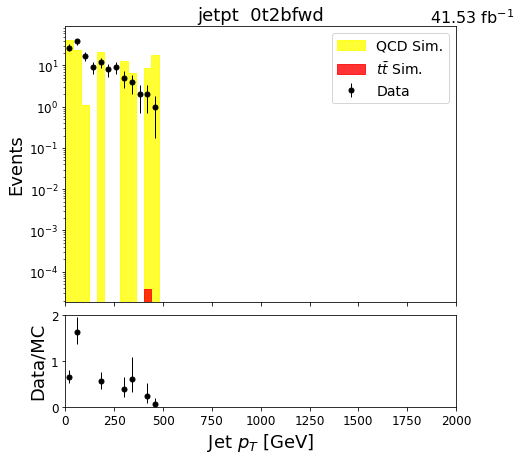 jetpt 0t2bfwd
41.53 fb⁻¹
QCD Sim.
tt̄ Sim.
Data
Events
10¹
10⁰
10⁻¹
10⁻²
10⁻³
10⁻⁴
Data/MC
2
1
0
0 250 500 750 1000 1250 1500 1750 2000
Jet p_T [GeV]